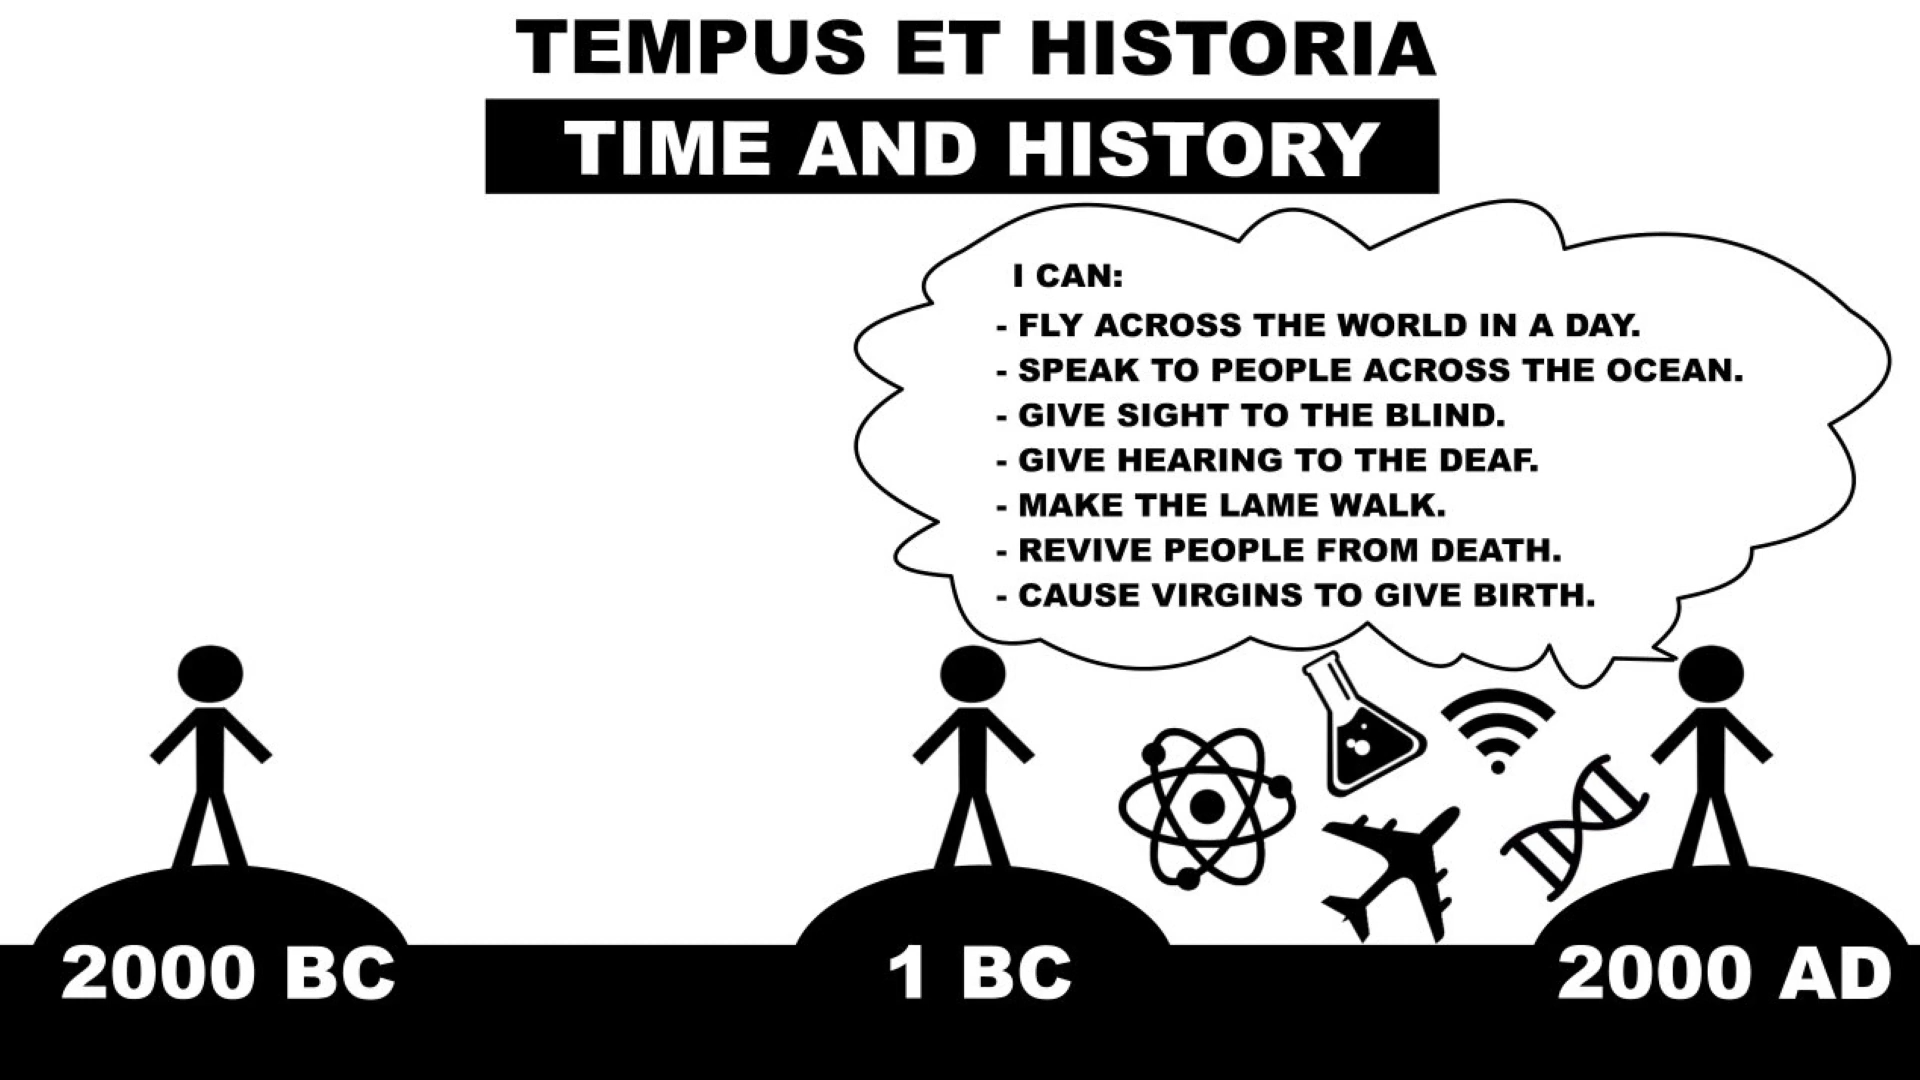 TEMPUS ET HISTORIA
TIME AND HISTORY
I CAN:
- FLY ACROSS THE WORLD IN A DAY.
- SPEAK TO PEOPLE ACROSS THE OCEAN.
- GIVE SIGHT TO THE BLIND.
- GIVE HEARING TO THE DEAF.
- MAKE THE LAME WALK.
- REVIVE PEOPLE FROM DEATH.
- CAUSE VIRGINS TO GIVE BIRTH.
2000 BC
1 BC
2000 AD